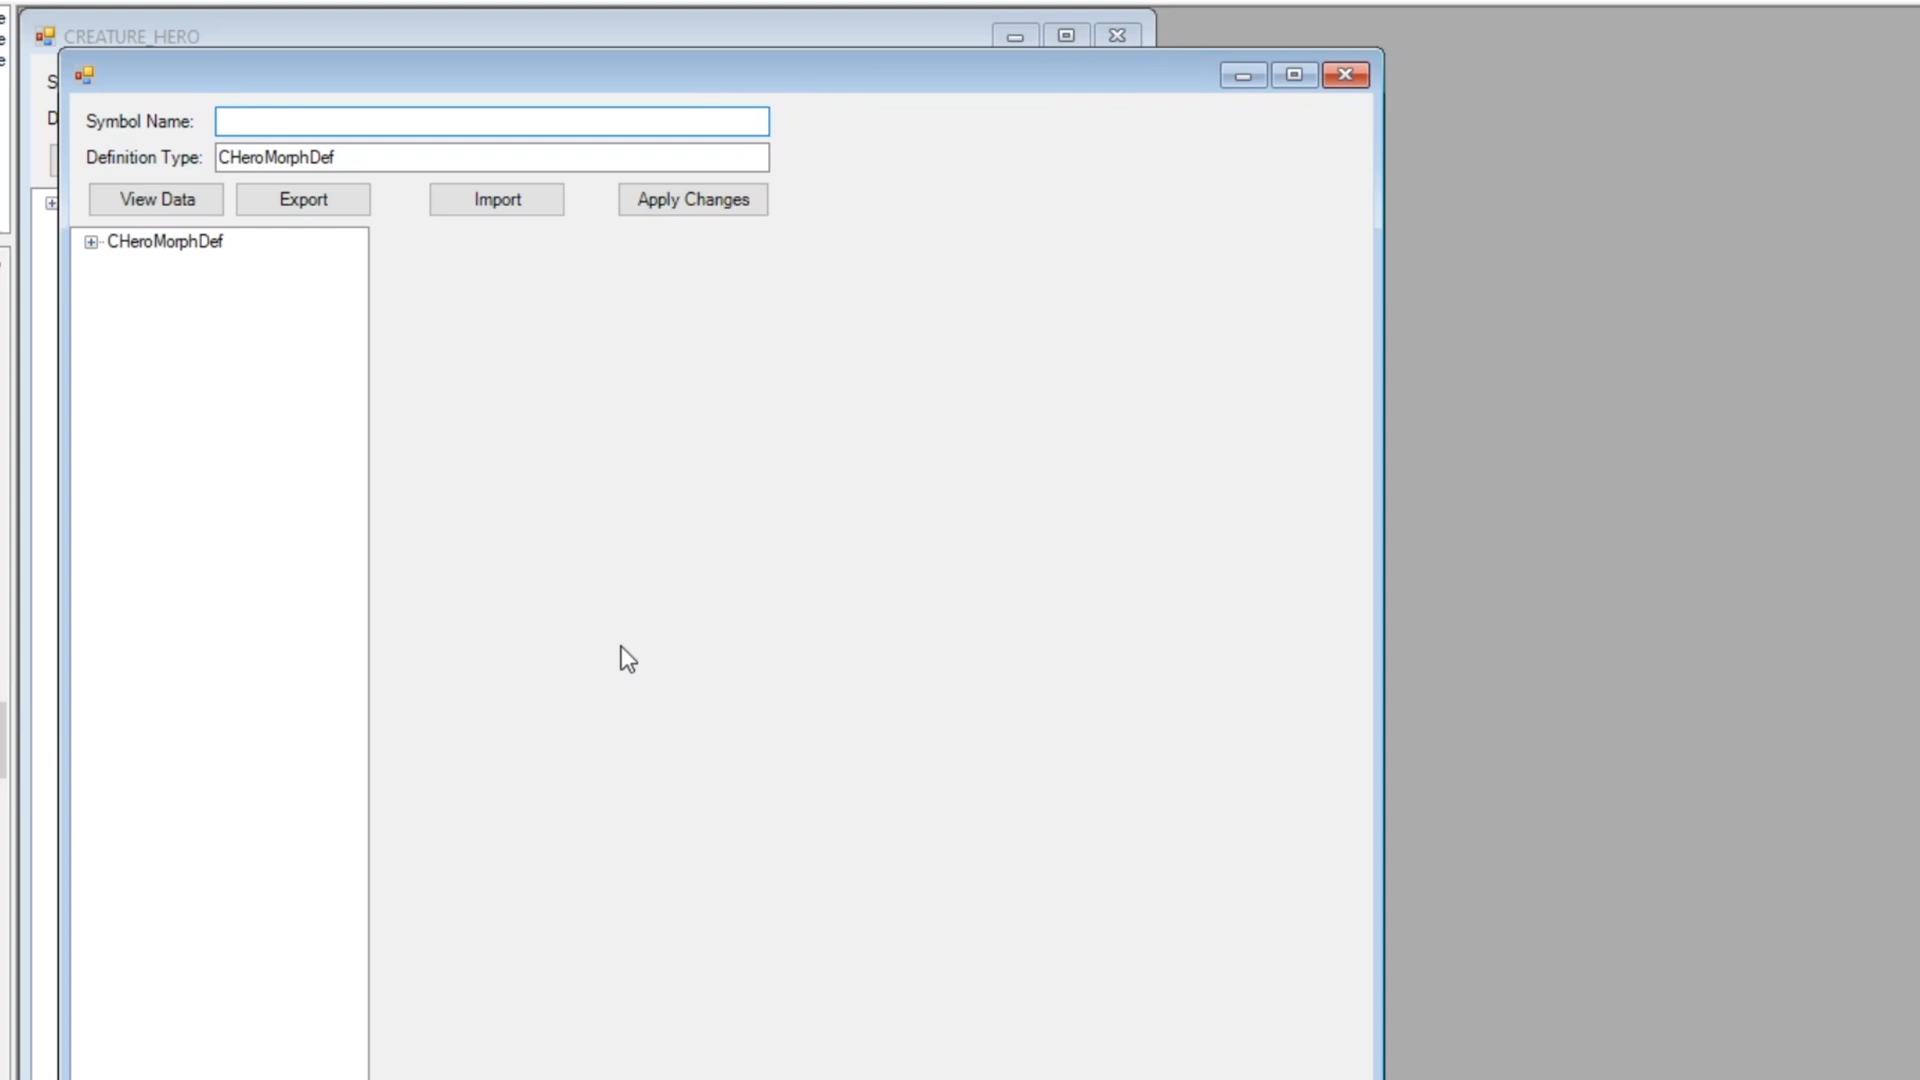 CREATURE_HERO
Symbol Name:
Definition Type: CHeroMorphDef
View Data Export Import Apply Changes
CHeroMorphDef